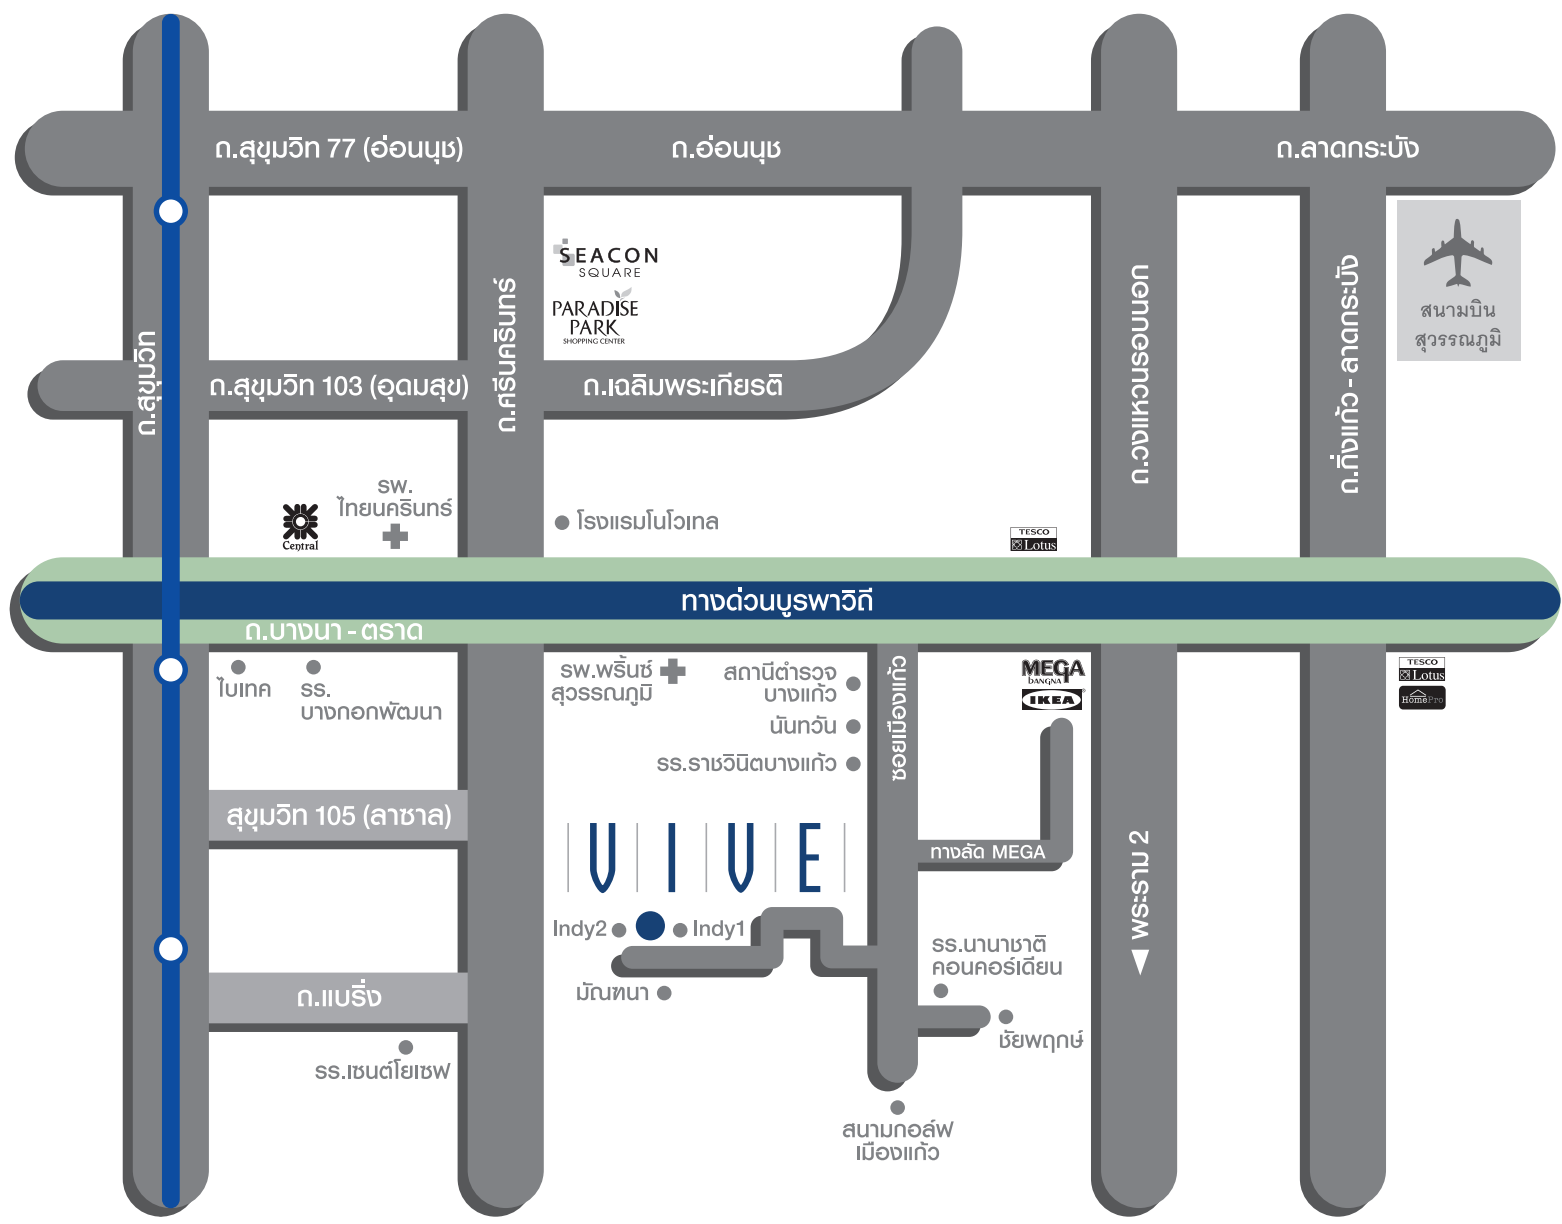 ถ.สุขุมวิท 77 (อ่อนนุช)
ถ.อ่อนนุช
ถ.ลาดกระบัง
SEACON
SQUARE
PARADISE
PARK
SHOPPING CENTER
สนามบิน
สุวรรณภูมิ
ถ.สุขุมวิท
ถ.ศรีนครินทร์
ถ.วงแหวนรอบนอก
ถ.กิ่งแก้ว - ลาดกระบัง
ถ.สุขุมวิท 103 (อุดมสุข)
ถ.เฉลิมพระเกียรติ
Central
รพ.
ไทยนครินทร์
โรงแรมโนโวเทล
TESCO
Lotus
ทางด่วนบูรพาวิถี
ถ.บางนา - ตราด
ไบเทค
รร.
บางกอกพัฒนา
รพ.พริ้นซ์
สุวรรณภูมิ
สถานีตำรวจ
บางแก้ว
นันทวัน
รร.ราชวินิตบางแก้ว
ซอยเมืองแก้ว
MEGA
BANGNA
IKEA
TESCO
Lotus
HomePro
สุขุมวิท 105 (ลาซาล)
VIVE
ทางลัด MEGA
พระราม 2
Indy2
Indy1
มัณฑนา
รร.นานาชาติ
คอนคอร์เดียน
ชัยพฤกษ์
ถ.แบริ่ง
รร.เซนต์โยเซฟ
สนามกอล์ฟ
เมืองแก้ว